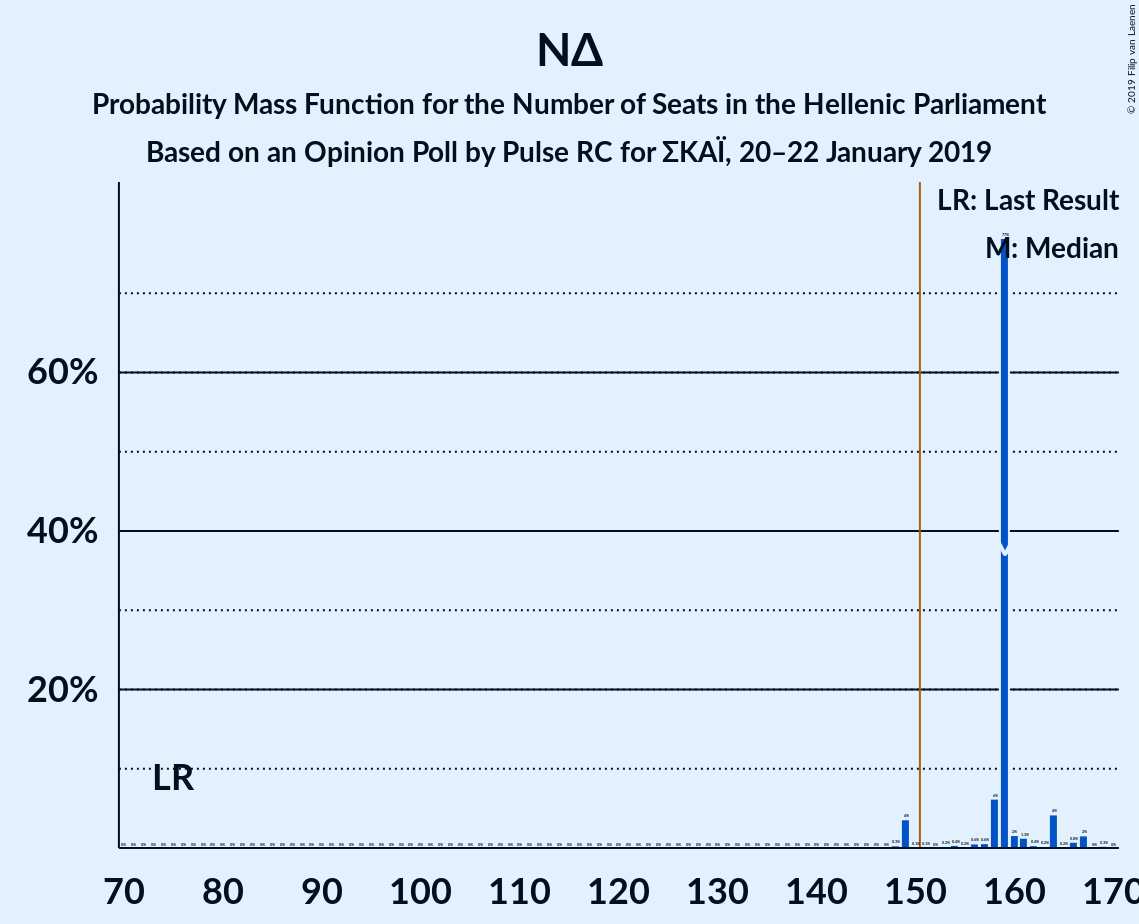 ΝΔ
Probability Mass Function for the Number of Seats in the Hellenic Parliament
Based on an Opinion Poll by Pulse RC for ΣΚΑΪ, 20–22 January 2019
© 2019 Filip van Laenen
LR: Last Result
M: Median
77%
60%
40%
20%
LR
70 80 90 100 110 120 130 140 150 160 170